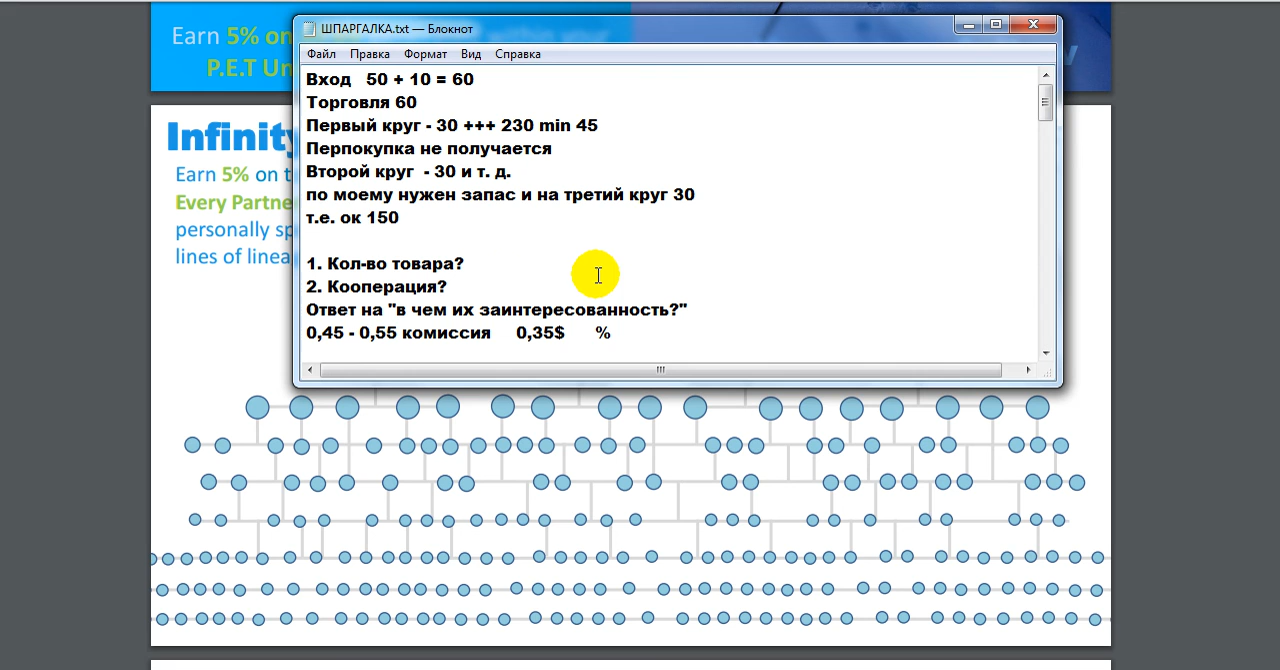 Earn 5% on
P.E.T Un
ШПАРГАЛКА.txt — Блокнот
Файл Правка Формат Вид Справка
Вход 50 + 10 = 60
Торговля 60
Первый круг - 30 +++ 230 min 45
Перпокупка не получается
Второй круг - 30 и т. д.
по моему нужен запас и на третий круг 30
т.е. ок 150
1. Кол-во товара?
2. Кооперация?
Ответ на "в чем их заинтересованность?"
0,45 - 0,55 комиссия 0,35$ %
Infinity
Earn 5% on t
Every Partne
personally sp
lines of linea